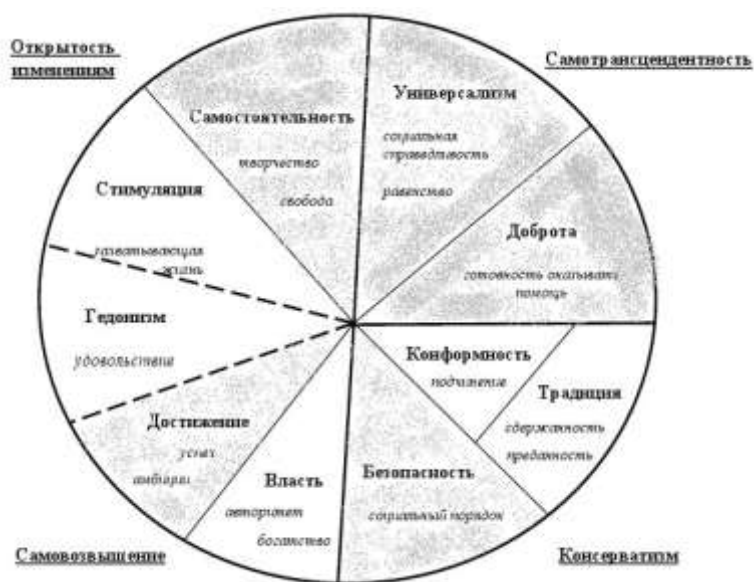 Открытость
изменениям
Самотрансцендентность
Самостоятельность
творчество
свобода
Универсализм
социальная
справедливость
равенство
Стимуляция
захватывающая
жизнь
Доброта
готовность оказывать
помощь
Гедонизм
удовольствие
Конформность
подчинение
Традиция
сдержанность
преданность
Достижение
успех
амбиции
Власть
авторитет
богатство
Безопасность
социальный порядок
Самовозвышение
Консерватизм